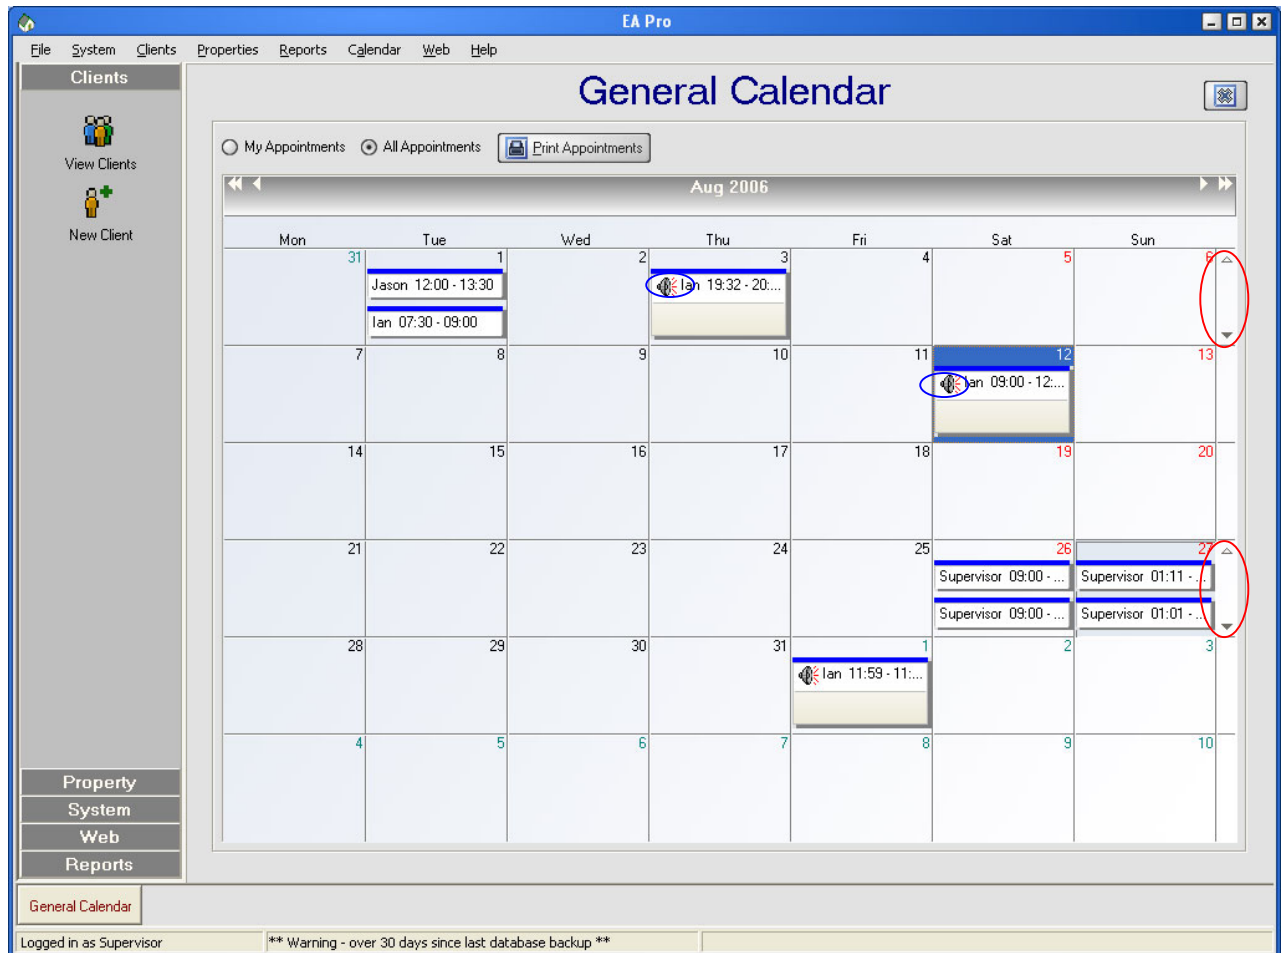 EA Pro
File System Clients Properties Reports Calendar Web Help
Clients
View Clients
New Client
Property
System
Web
Reports
General Calendar
My Appointments All Appointments Print Appointments
Aug 2006
Mon Tue Wed Thu Fri Sat Sun
31 1 2 3 4 5 6
Jason 12:00 - 13:30 Ian 19:32 - 20:...
Ian 07:30 - 09:00
7 8 9 10 11 12 13
Ian 09:00 - 12:...
14 15 16 17 18 19 20
21 22 23 24 25 26 27
Supervisor 09:00 - ... Supervisor 01:11 - ...
Supervisor 09:00 - ... Supervisor 01:01 - ...
28 29 30 31 1 2 3
Ian 11:59 - 11:...
4 5 6 7 8 9 10
General Calendar
Logged in as Supervisor ** Warning - over 30 days since last database backup **